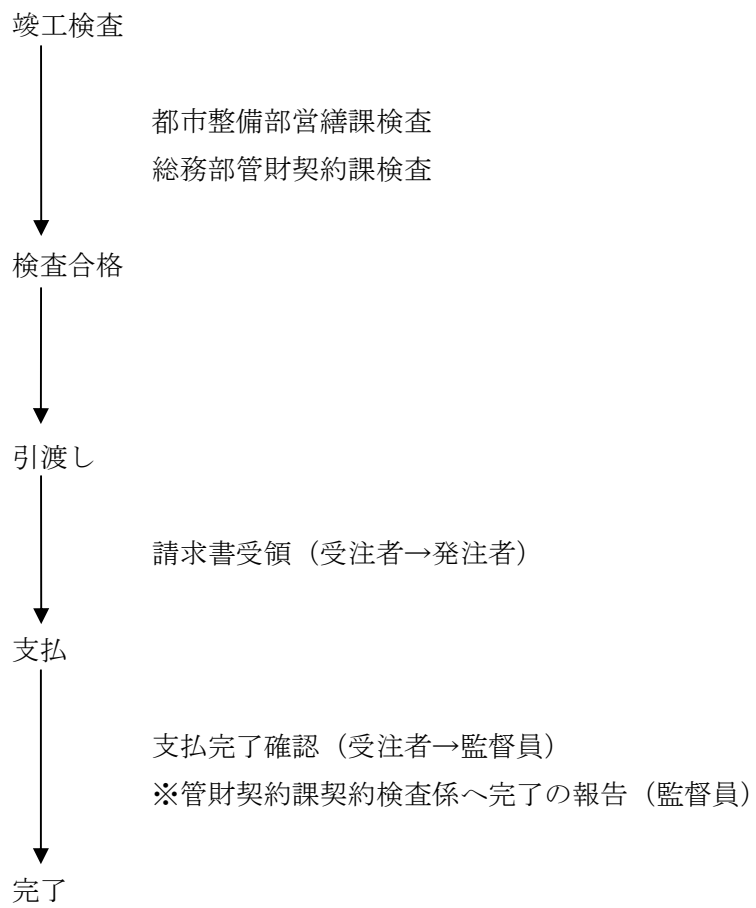 竣工検査
都市整備部営繕課検査
総務部管財契約課検査
検査合格
引渡し
請求書受領（受注者→発注者）
支払
支払完了確認（受注者→監督員）
※管財契約課契約検査係へ完了の報告（監督員）
完了